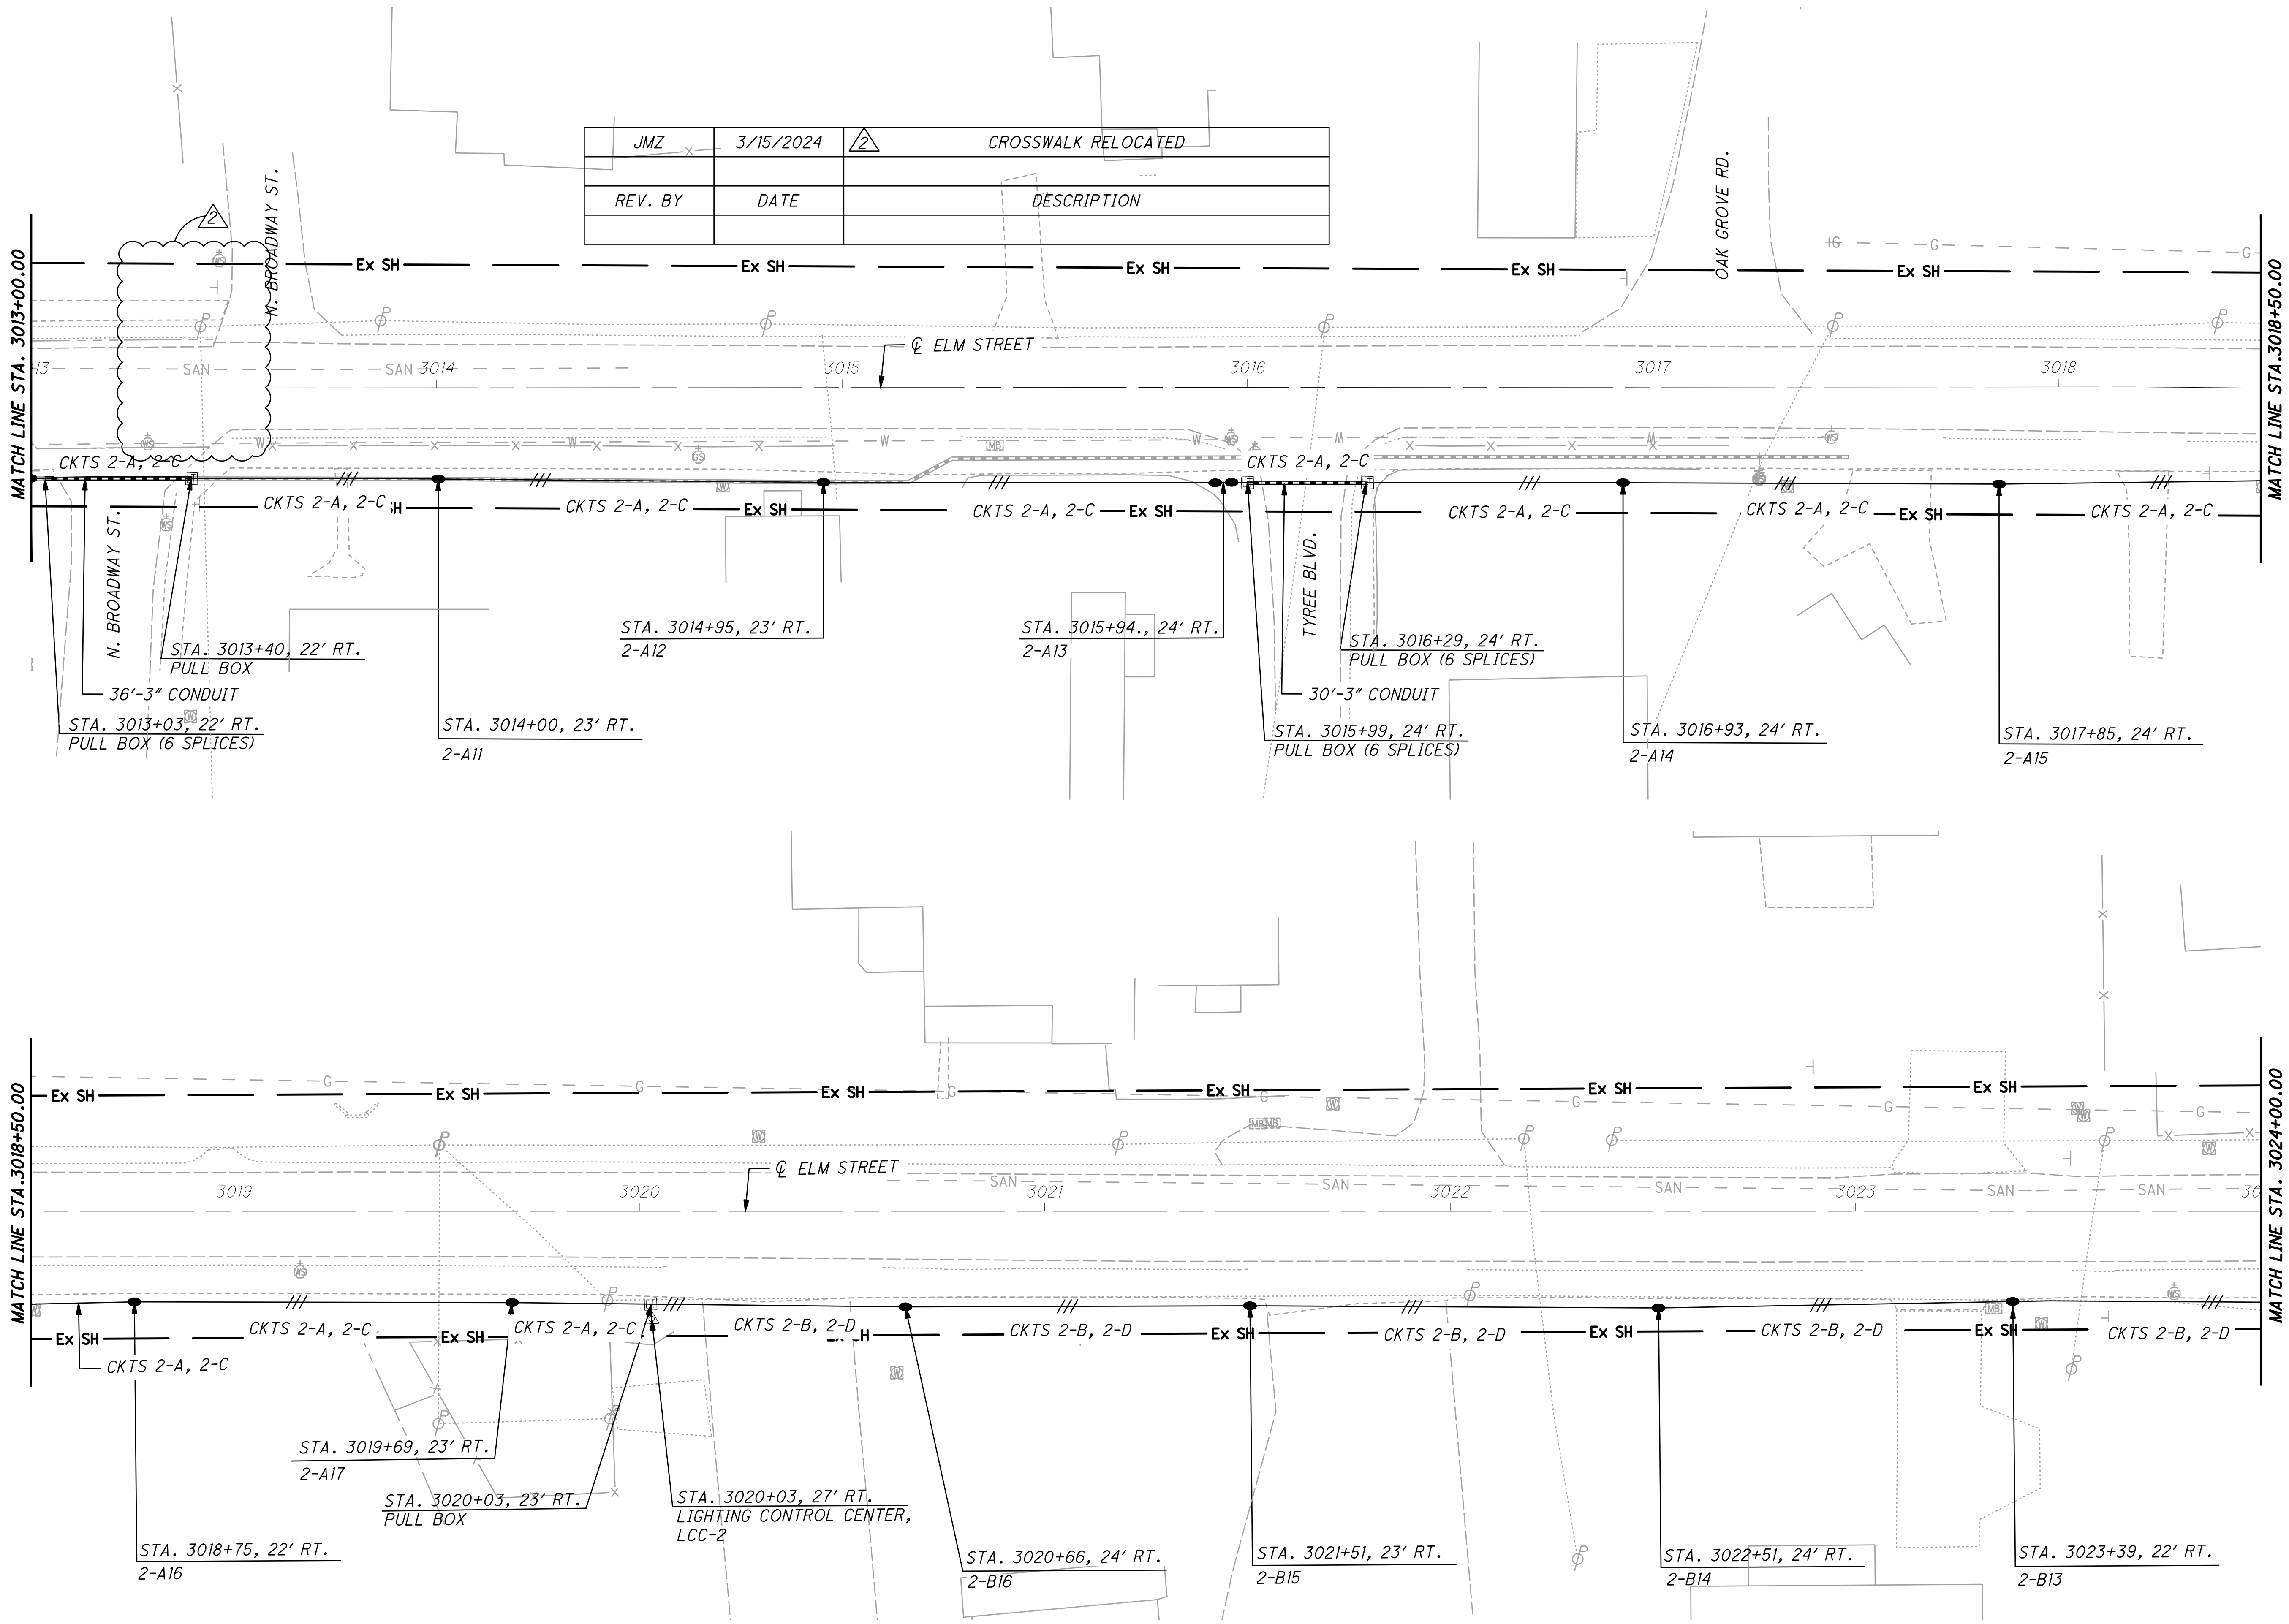 JMZ 3/15/2024 2 CROSSWALK RELOCATED
REV. BY DATE DESCRIPTION
2
N. BROADWAY ST.
OAK GROVE RD.
MATCH LINE STA. 3013+00.00
MATCH LINE STA.3018+50.00
Ex SH Ex SH Ex SH Ex SH Ex SH
G G G
P P P P P P
℄ ELM STREET
13 SAN SAN 3014 3015 3016 3017 3018
WS W W W W WS W W WS
MB
GS
W
CKTS 2-A, 2-C
CKTS 2-A, 2-C
CKTS 2-A, 2-C H CKTS 2-A, 2-C Ex SH CKTS 2-A, 2-C Ex SH CKTS 2-A, 2-C CKTS 2-A, 2-C Ex SH CKTS 2-A, 2-C
WS
N. BROADWAY ST.
TYREE BLVD.
STA. 3013+40, 22' RT.
PULL BOX
STA. 3014+95, 23' RT.
2-A12
STA. 3015+94., 24' RT.
2-A13
STA. 3016+29, 24' RT.
PULL BOX (6 SPLICES)
36'-3" CONDUIT
30'-3" CONDUIT
W
STA. 3013+03, 22' RT.
PULL BOX (6 SPLICES)
STA. 3014+00, 23' RT.
2-A11
STA. 3015+99, 24' RT.
PULL BOX (6 SPLICES)
STA. 3016+93, 24' RT.
2-A14
STA. 3017+85, 24' RT.
2-A15
MATCH LINE STA.3018+50.00
MATCH LINE STA. 3024+00.00
Ex SH Ex SH Ex SH Ex SH Ex SH Ex SH
G G G G G G G
W W W
MB MB
P W P P P P W
℄ ELM STREET
3019 3020 SAN 3021 SAN 3022 SAN 3023 SAN SAN 30
WS P P WS
W MB
W
Ex SH CKTS 2-A, 2-C Ex SH CKTS 2-A, 2-C CKTS 2-B, 2-D H CKTS 2-B, 2-D Ex SH CKTS 2-B, 2-D Ex SH CKTS 2-B, 2-D Ex SH CKTS 2-B, 2-D
CKTS 2-A, 2-C
W P
P P
STA. 3019+69, 23' RT.
2-A17
STA. 3020+03, 23' RT.
PULL BOX
STA. 3020+03, 27' RT.
LIGHTING CONTROL CENTER,
LCC-2
P
STA. 3018+75, 22' RT.
2-A16
STA. 3020+66, 24' RT.
2-B16
STA. 3021+51, 23' RT.
2-B15
STA. 3022+51, 24' RT.
2-B14
STA. 3023+39, 22' RT.
2-B13